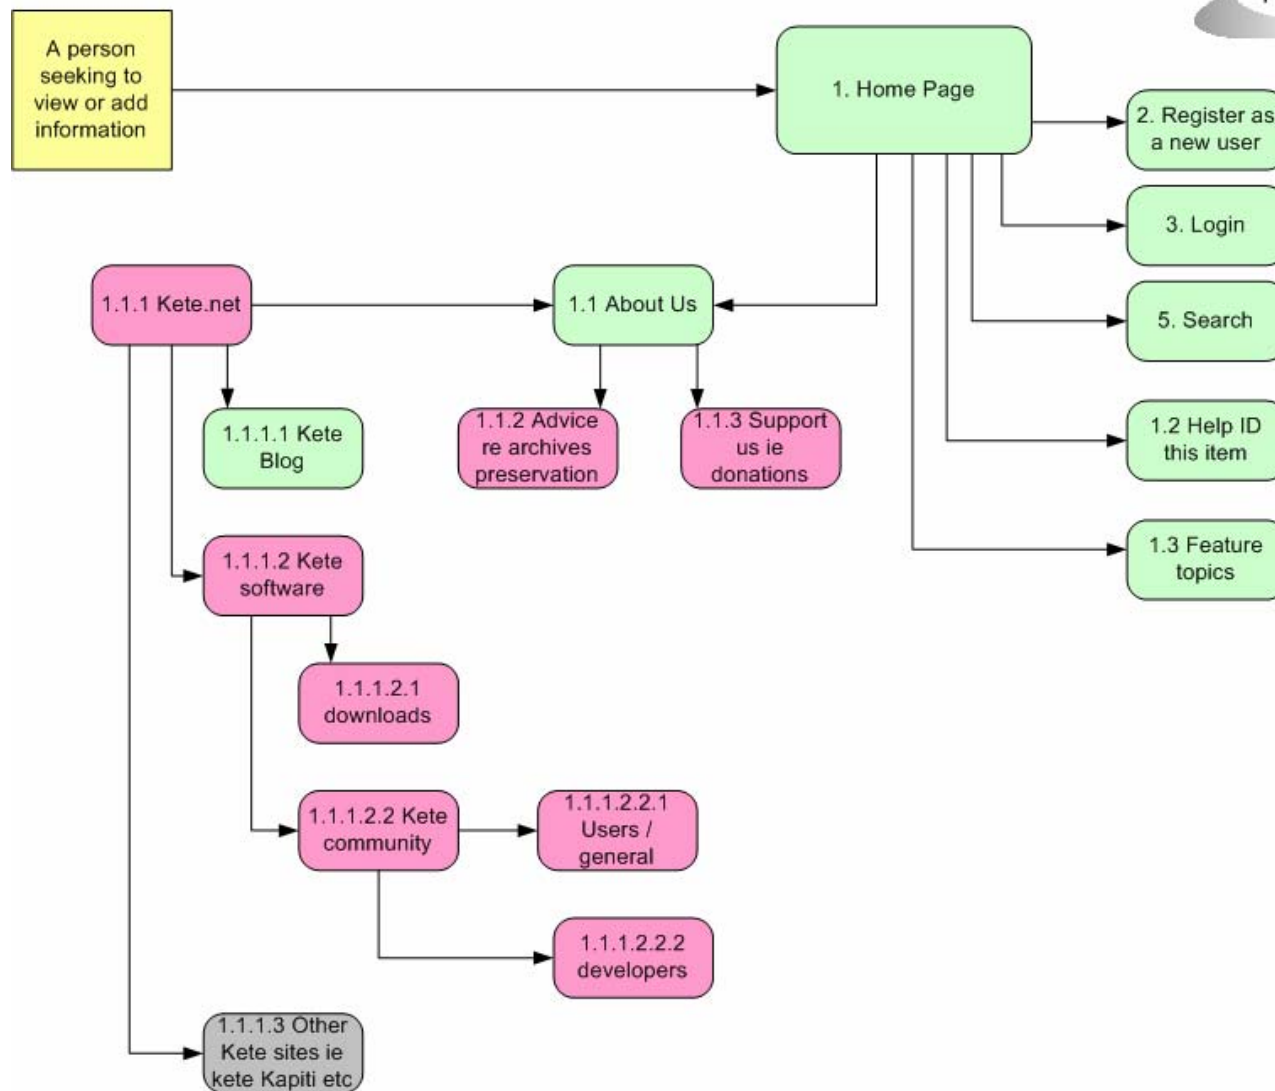 A person
seeking to
view or add
information
1. Home Page
2. Register as
a new user
3. Login
1.1.1 Kete.net
1.1 About Us
5. Search
1.1.1.1 Kete
Blog
1.1.2 Advice
re archives
preservation
1.1.3 Support
us ie
donations
1.2 Help ID
this item
1.3 Feature
topics
1.1.1.2 Kete
software
1.1.1.2.1
downloads
1.1.1.2.2 Kete
community
1.1.1.2.2.1
Users /
general
1.1.1.2.2.2
developers
1.1.1.3 Other
Kete sites ie
kete Kapiti etc